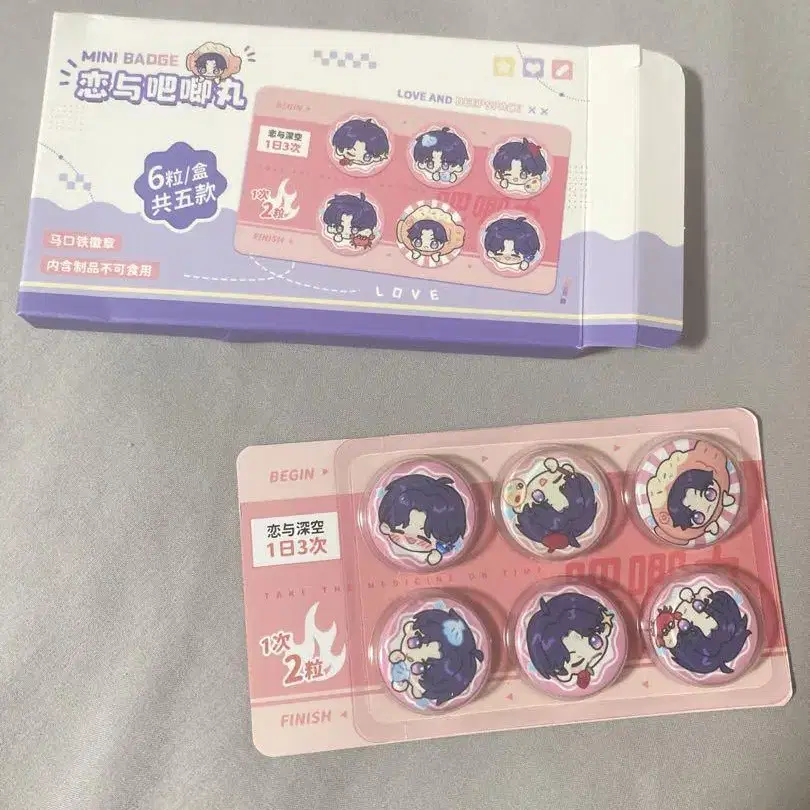 MINI BADGE
恋与吧唧丸
LOVE AND DEEPSPACE ××
6粒/盒
共五款
马口铁徽章
内含制品不可食用
BEGIN
恋与深空
1日3次
1次
2粒
FINISH
LOVE
BEGIN
恋与深空
1日3次
TAKE THE MEDICINE ON TIME
吧唧丸
1次
2粒
FINISH